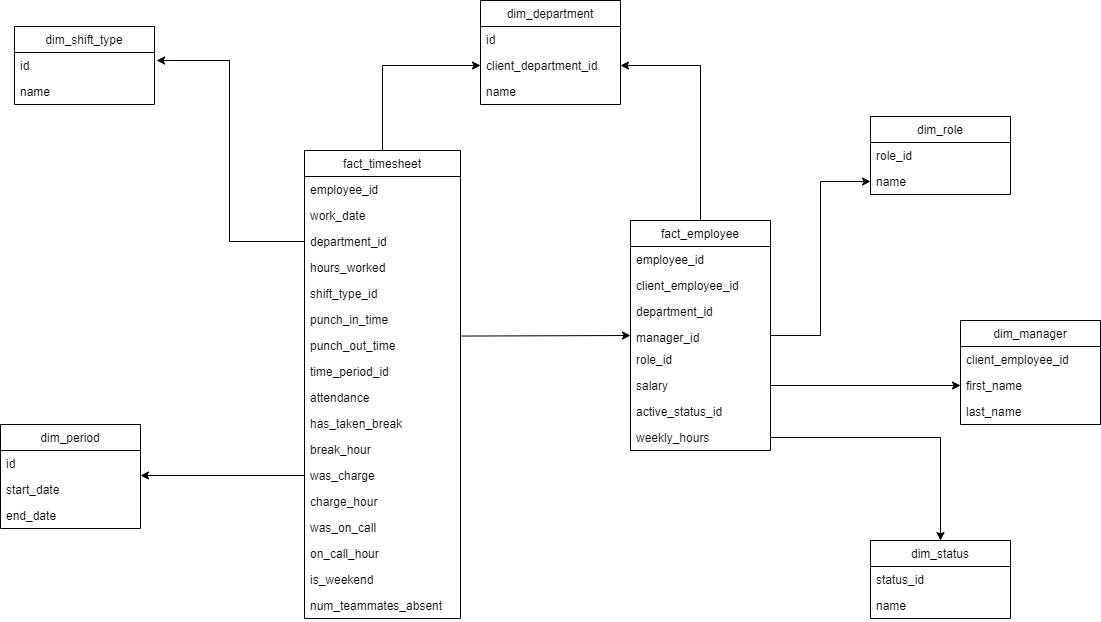 dim_department
id
client_department_id
name
dim_shift_type
id
name
dim_role
role_id
name
fact_timesheet
employee_id
work_date
department_id
hours_worked
shift_type_id
punch_in_time
punch_out_time
time_period_id
attendance
has_taken_break
break_hour
was_charge
charge_hour
was_on_call
on_call_hour
is_weekend
num_teammates_absent
fact_employee
employee_id
client_employee_id
department_id
manager_id
role_id
salary
active_status_id
weekly_hours
dim_manager
client_employee_id
first_name
last_name
dim_period
id
start_date
end_date
dim_status
status_id
name